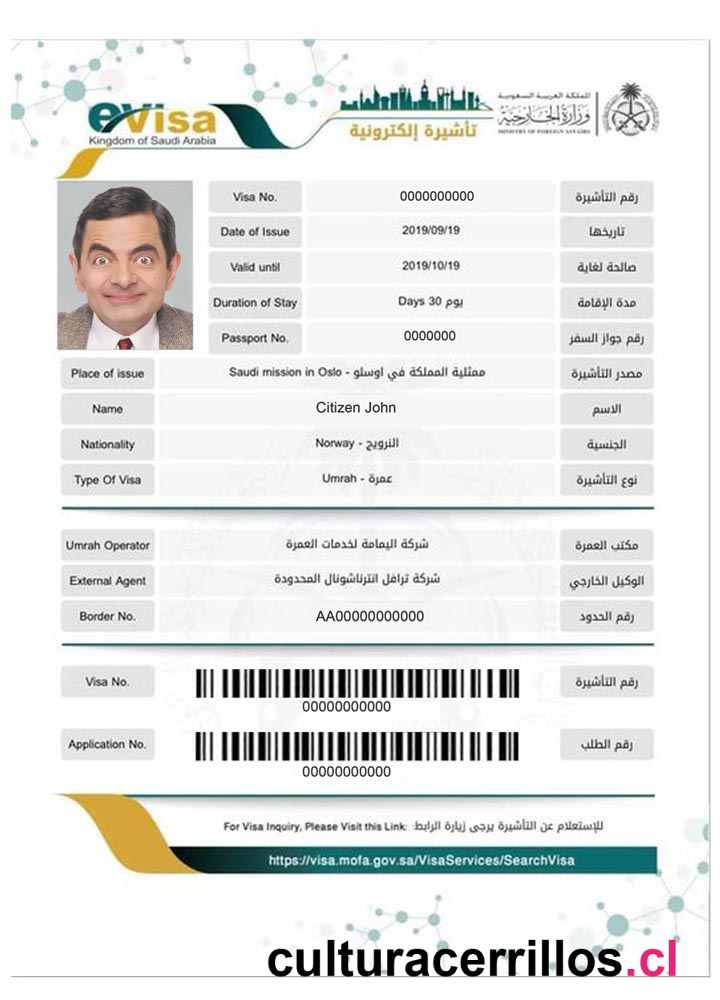 المملكة العربية السعودية
وزارة الخارجية
MINISTRY OF FOREIGN AFFAIRS
eVisa
Kingdom of Saudi Arabia
تأشيرة إلكترونية
Visa No. 0000000000 رقم التأشيرة
Date of Issue 2019/09/19 تاريخها
Valid until 2019/10/19 صالحة لغاية
Duration of Stay Days 30 يوم مدة الإقامة
Passport No. 0000000 رقم جواز السفر
Place of issue Saudi mission in Oslo - ممثلية المملكة في اوسلو مصدر التأشيرة
Name Citizen John الاسم
Nationality Norway - النرويج الجنسية
Type Of Visa Umrah - عمرة نوع التأشيرة
Umrah Operator شركة اليمامة لخدمات العمرة مكتب العمرة
External Agent شركة ترافل انترناشونال المحدودة الوكيل الخارجي
Border No. AA00000000000 رقم الحدود
Visa No. رقم التأشيرة
00000000000
Application No. رقم الطلب
00000000000
For Visa Inquiry, Please Visit this Link: للإستعلام عن التأشيرة يرجى زيارة الرابط:
https://visa.mofa.gov.sa/VisaServices/SearchVisa
culturacerrillos.cl